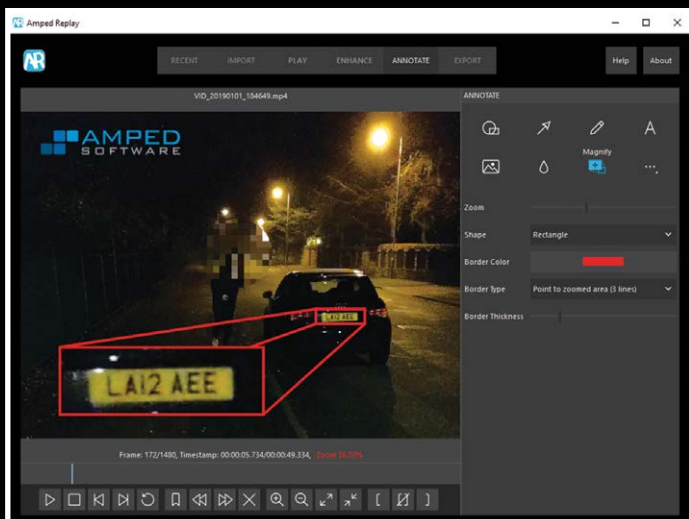 Amped Replay
AR
RECENT IMPORT PLAY ENHANCE ANNOTATE EXPORT
Help About
VID_20190101_184649.mp4
ANNOTATE
AMPED
SOFTWARE
A
Magnify
Zoom
Shape Rectangle
Border Color
Border Type Point to zoomed area (3 lines)
Border Thickness
LA12 AEE
LA12 AEE
Frame: 172/1480, Timestamp: 00:00:05.734/00:00:49.334,